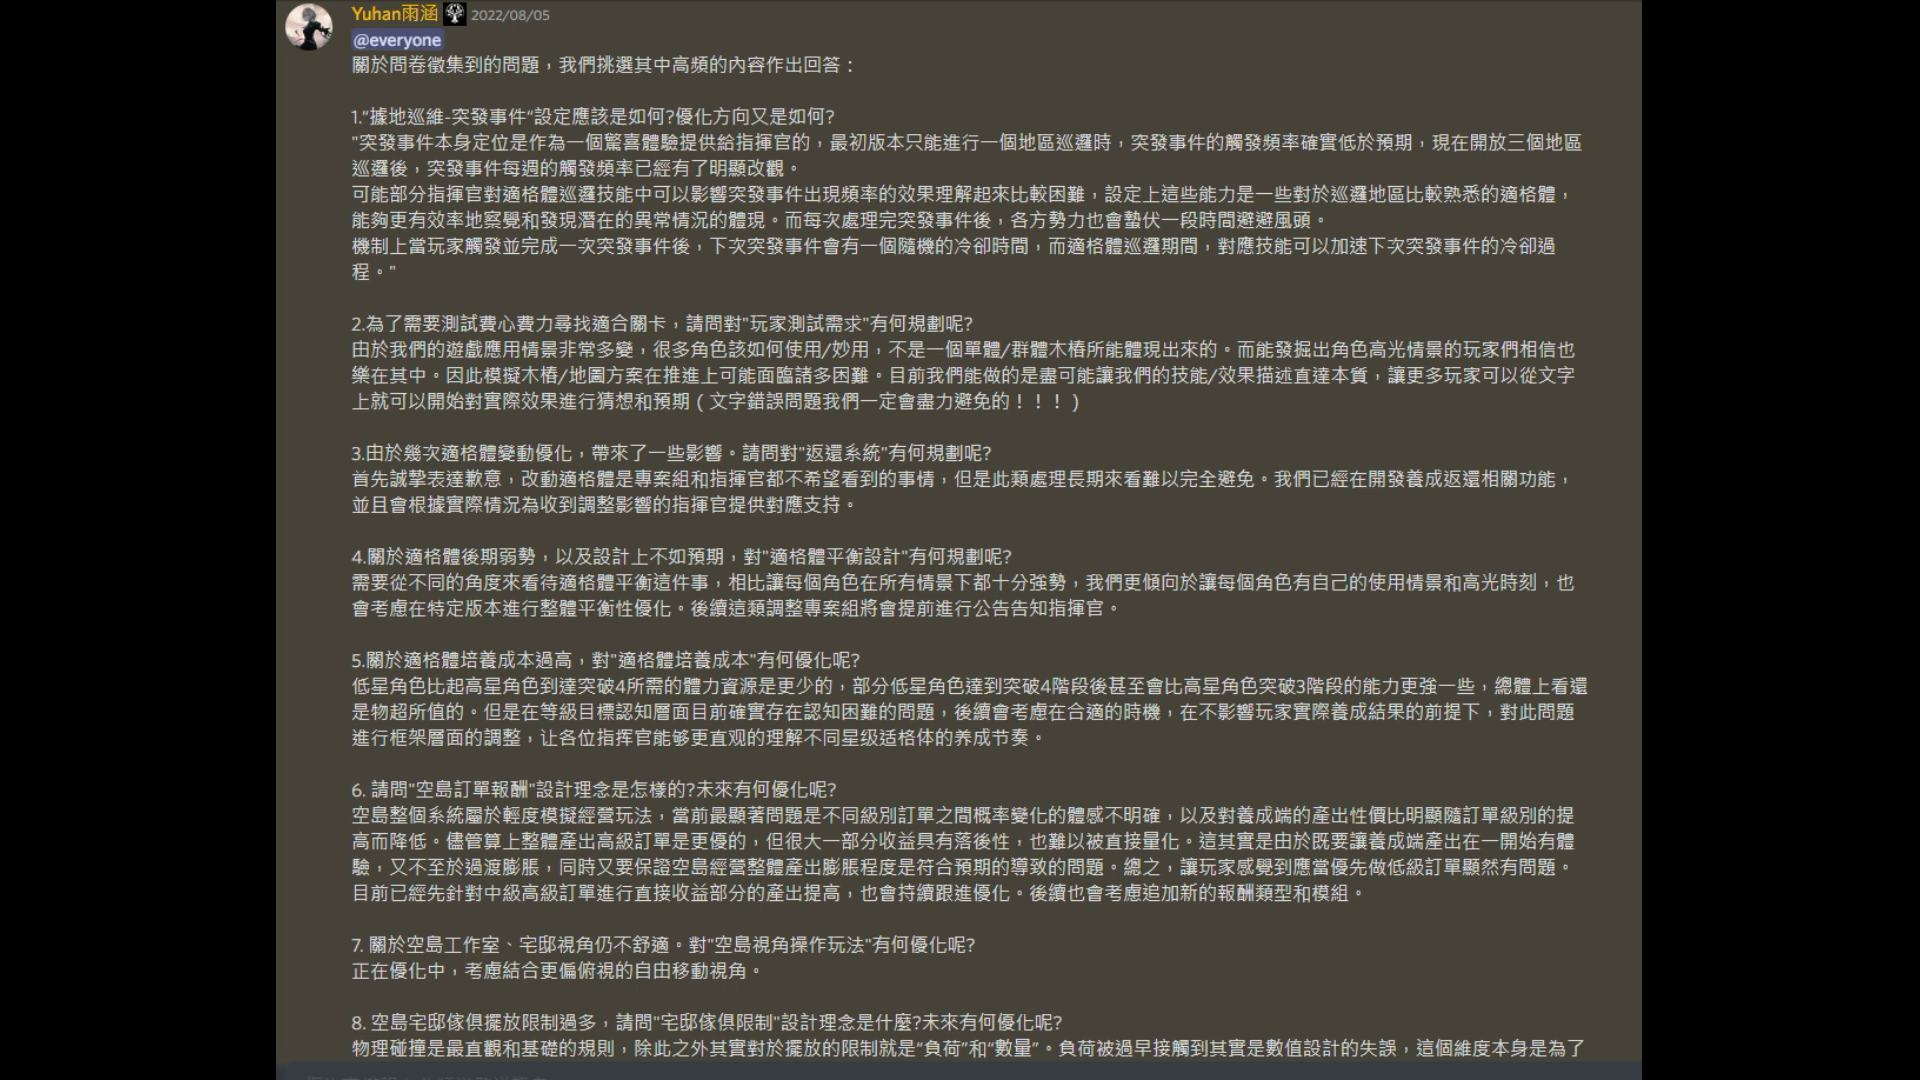 Yuhan雨涵 2022/08/05
@everyone
關於問卷徵集到的問題，我們挑選其中高頻的內容作出回答：
1."據地巡維-突發事件"設定應該是如何?優化方向又是如何?
"突發事件本身定位是作為一個驚喜體驗提供給指揮官的，最初版本只能進行一個地區巡邏時，突發事件的觸發頻率確實低於預期，現在開放三個地區
巡邏後，突發事件每週的觸發頻率已經有了明顯改觀。
可能部分指揮官對適格體巡邏技能中可以影響突發事件出現頻率的效果理解起來比較困難，設定上這些能力是一些對於巡邏地區比較熟悉的適格體，
能夠更有效率地察覺和發現潛在的異常情況的體現。而每次處理完突發事件後，各方勢力也會蟄伏一段時間避避風頭。
機制上當玩家觸發並完成一次突發事件後，下次突發事件會有一個隨機的冷卻時間，而適格體巡邏期間，對應技能可以加速下次突發事件的冷卻過
程。"
2.為了需要測試費心費力尋找適合關卡，請問對"玩家測試需求"有何規劃呢?
由於我們的遊戲應用情景非常多變，很多角色該如何使用/妙用，不是一個單體/群體木樁所能體現出來的。而能發掘出角色高光情景的玩家們相信也
樂在其中。因此模擬木樁/地圖方案在推進上可能面臨諸多困難。目前我們能做的是盡可能讓我們的技能/效果描述直達本質，讓更多玩家可以從文字
上就可以開始對實際效果進行猜想和預期（文字錯誤問題我們一定會盡力避免的！！！）
3.由於幾次適格體變動優化，帶來了一些影響。請問對"返還系統"有何規劃呢?
首先誠摯表達歉意，改動適格體是專案組和指揮官都不希望看到的事情，但是此類處理長期來看難以完全避免。我們已經在開發養成返還相關功能，
並且會根據實際情況為收到調整影響的指揮官提供對應支持。
4.關於適格體後期弱勢，以及設計上不如預期，對"適格體平衡設計"有何規劃呢?
需要從不同的角度來看待適格體平衡這件事，相比讓每個角色在所有情景下都十分強勢，我們更傾向於讓每個角色有自己的使用情景和高光時刻，也
會考慮在特定版本進行整體平衡性優化。後續這類調整專案組將會提前進行公告告知指揮官。
5.關於適格體培養成本過高，對"適格體培養成本"有何優化呢?
低星角色比起高星角色到達突破4所需的體力資源是更少的，部分低星角色達到突破4階段後甚至會比高星角色突破3階段的能力更強一些，總體上看還
是物超所值的。但是在等級目標認知層面目前確實存在認知困難的問題，後續會考慮在合適的時機，在不影響玩家實際養成結果的前提下，對此問題
進行框架層面的調整，让各位指挥官能够更直观的理解不同星级适格体的养成节奏。
6. 請問"空島訂單報酬"設計理念是怎樣的?未來有何優化呢?
空島整個系統屬於輕度模擬經營玩法，當前最顯著問題是不同級別訂單之間概率變化的體感不明確，以及對養成端的產出性價比明顯隨訂單級別的提
高而降低。儘管算上整體產出高級訂單是更優的，但很大一部分收益具有落後性，也難以被直接量化。這其實是由於既要讓養成端產出在一開始有體
驗，又不至於過渡膨脹，同時又要保證空島經營整體產出膨脹程度是符合預期的導致的問題。總之，讓玩家感覺到應當優先做低級訂單顯然有問題。
目前已經先針對中級高級訂單進行直接收益部分的產出提高，也會持續跟進優化。後續也會考慮追加新的報酬類型和模組。
7. 關於空島工作室、宅邸視角仍不舒適。對"空島視角操作玩法"有何優化呢?
正在優化中，考慮結合更偏俯視的自由移動視角。
8. 空島宅邸傢俱擺放限制過多，請問"宅邸傢俱限制"設計理念是什麼?未來有何優化呢?
物理碰撞是最直觀和基礎的規則，除此之外其實對於擺放的限制就是“負荷”和“數量”。負荷被過早接觸到其實是數值設計的失誤，這個維度本身是為了